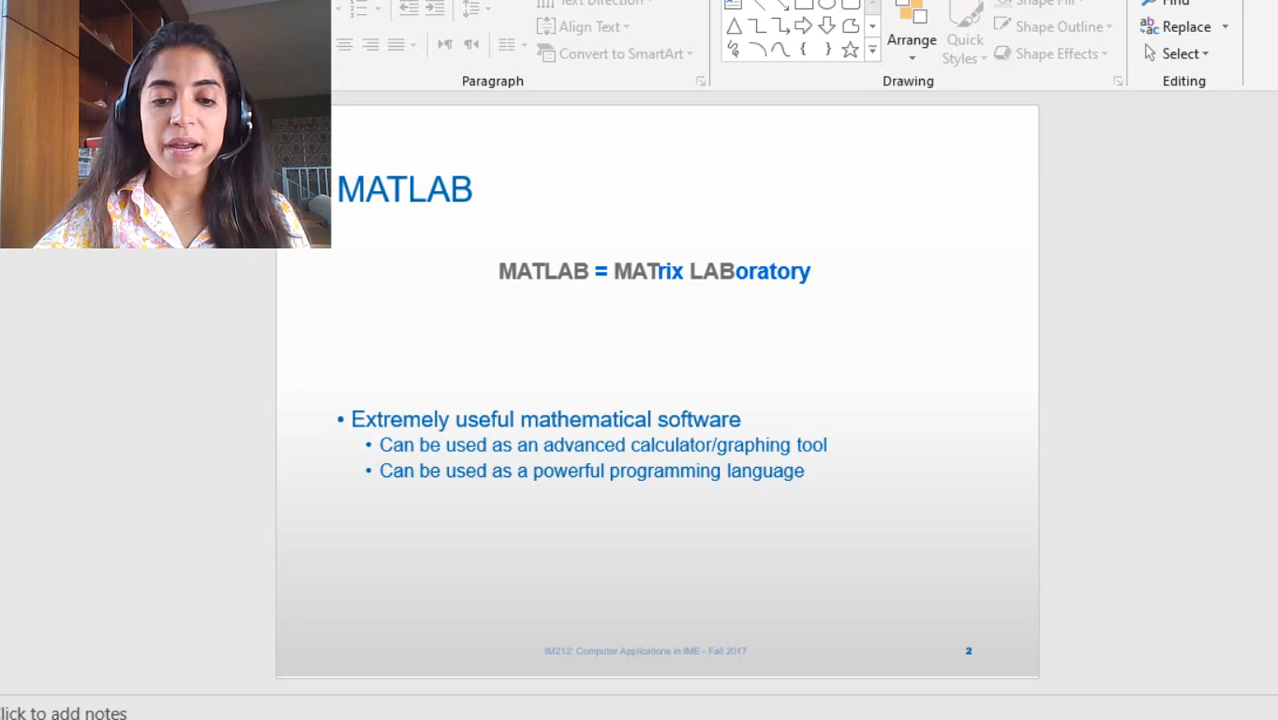 Text Direction
Align Text
Convert to SmartArt
Paragraph
Arrange
Quick
Styles
Shape Fill
Shape Outline
Shape Effects
Drawing
Find
Replace
Select
Editing
MATLAB
MATLAB = MATrix LABoratory
• Extremely useful mathematical software
• Can be used as an advanced calculator/graphing tool
• Can be used as a powerful programming language
IM212: Computer Applications in IME - Fall 2017
2
lick to add notes